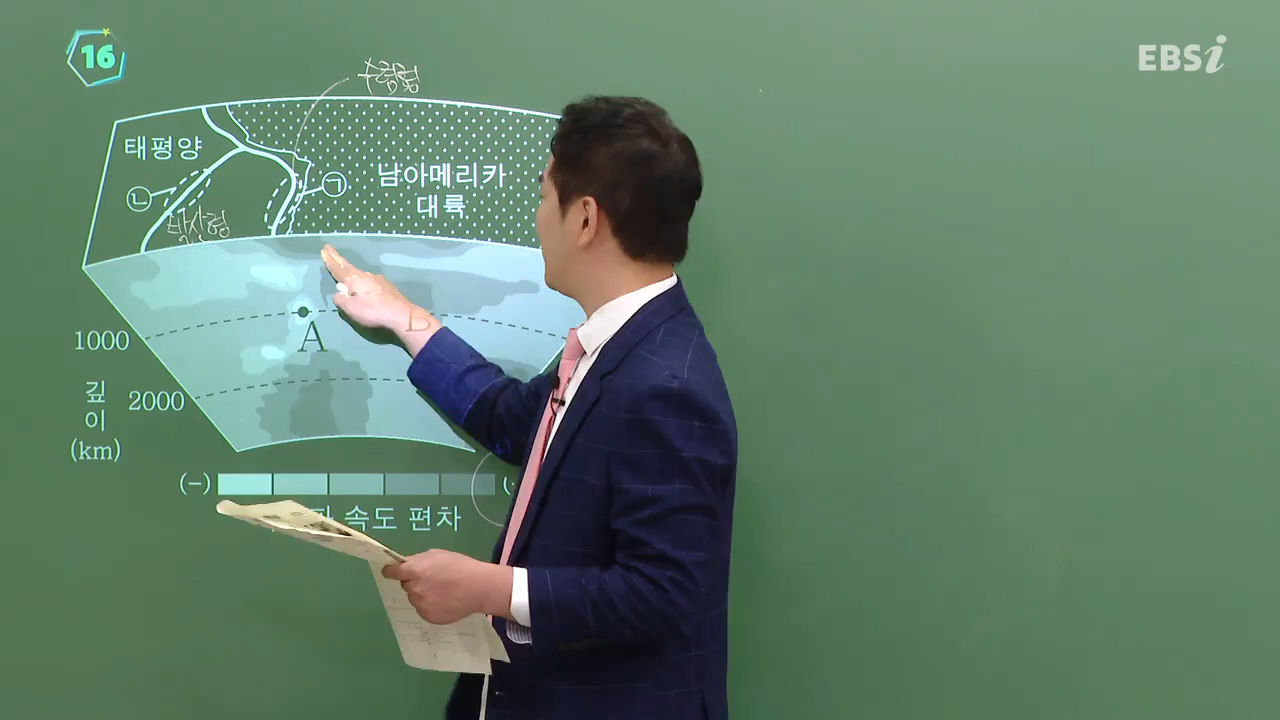 16
EBSi
수렴형
태평양
㉠
남아메리카
대륙
㉡
발산형
A
B
1000
2000
깊
이
(km)
(-)
(
파 속도 편차